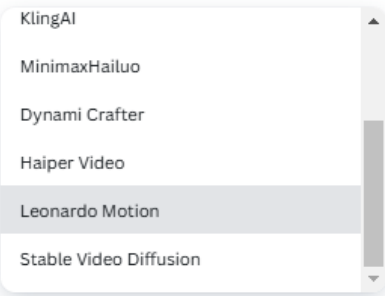 KlingAI
MinimaxHailuo
Dynami Crafter
Haiper Video
Leonardo Motion
Stable Video Diffusion